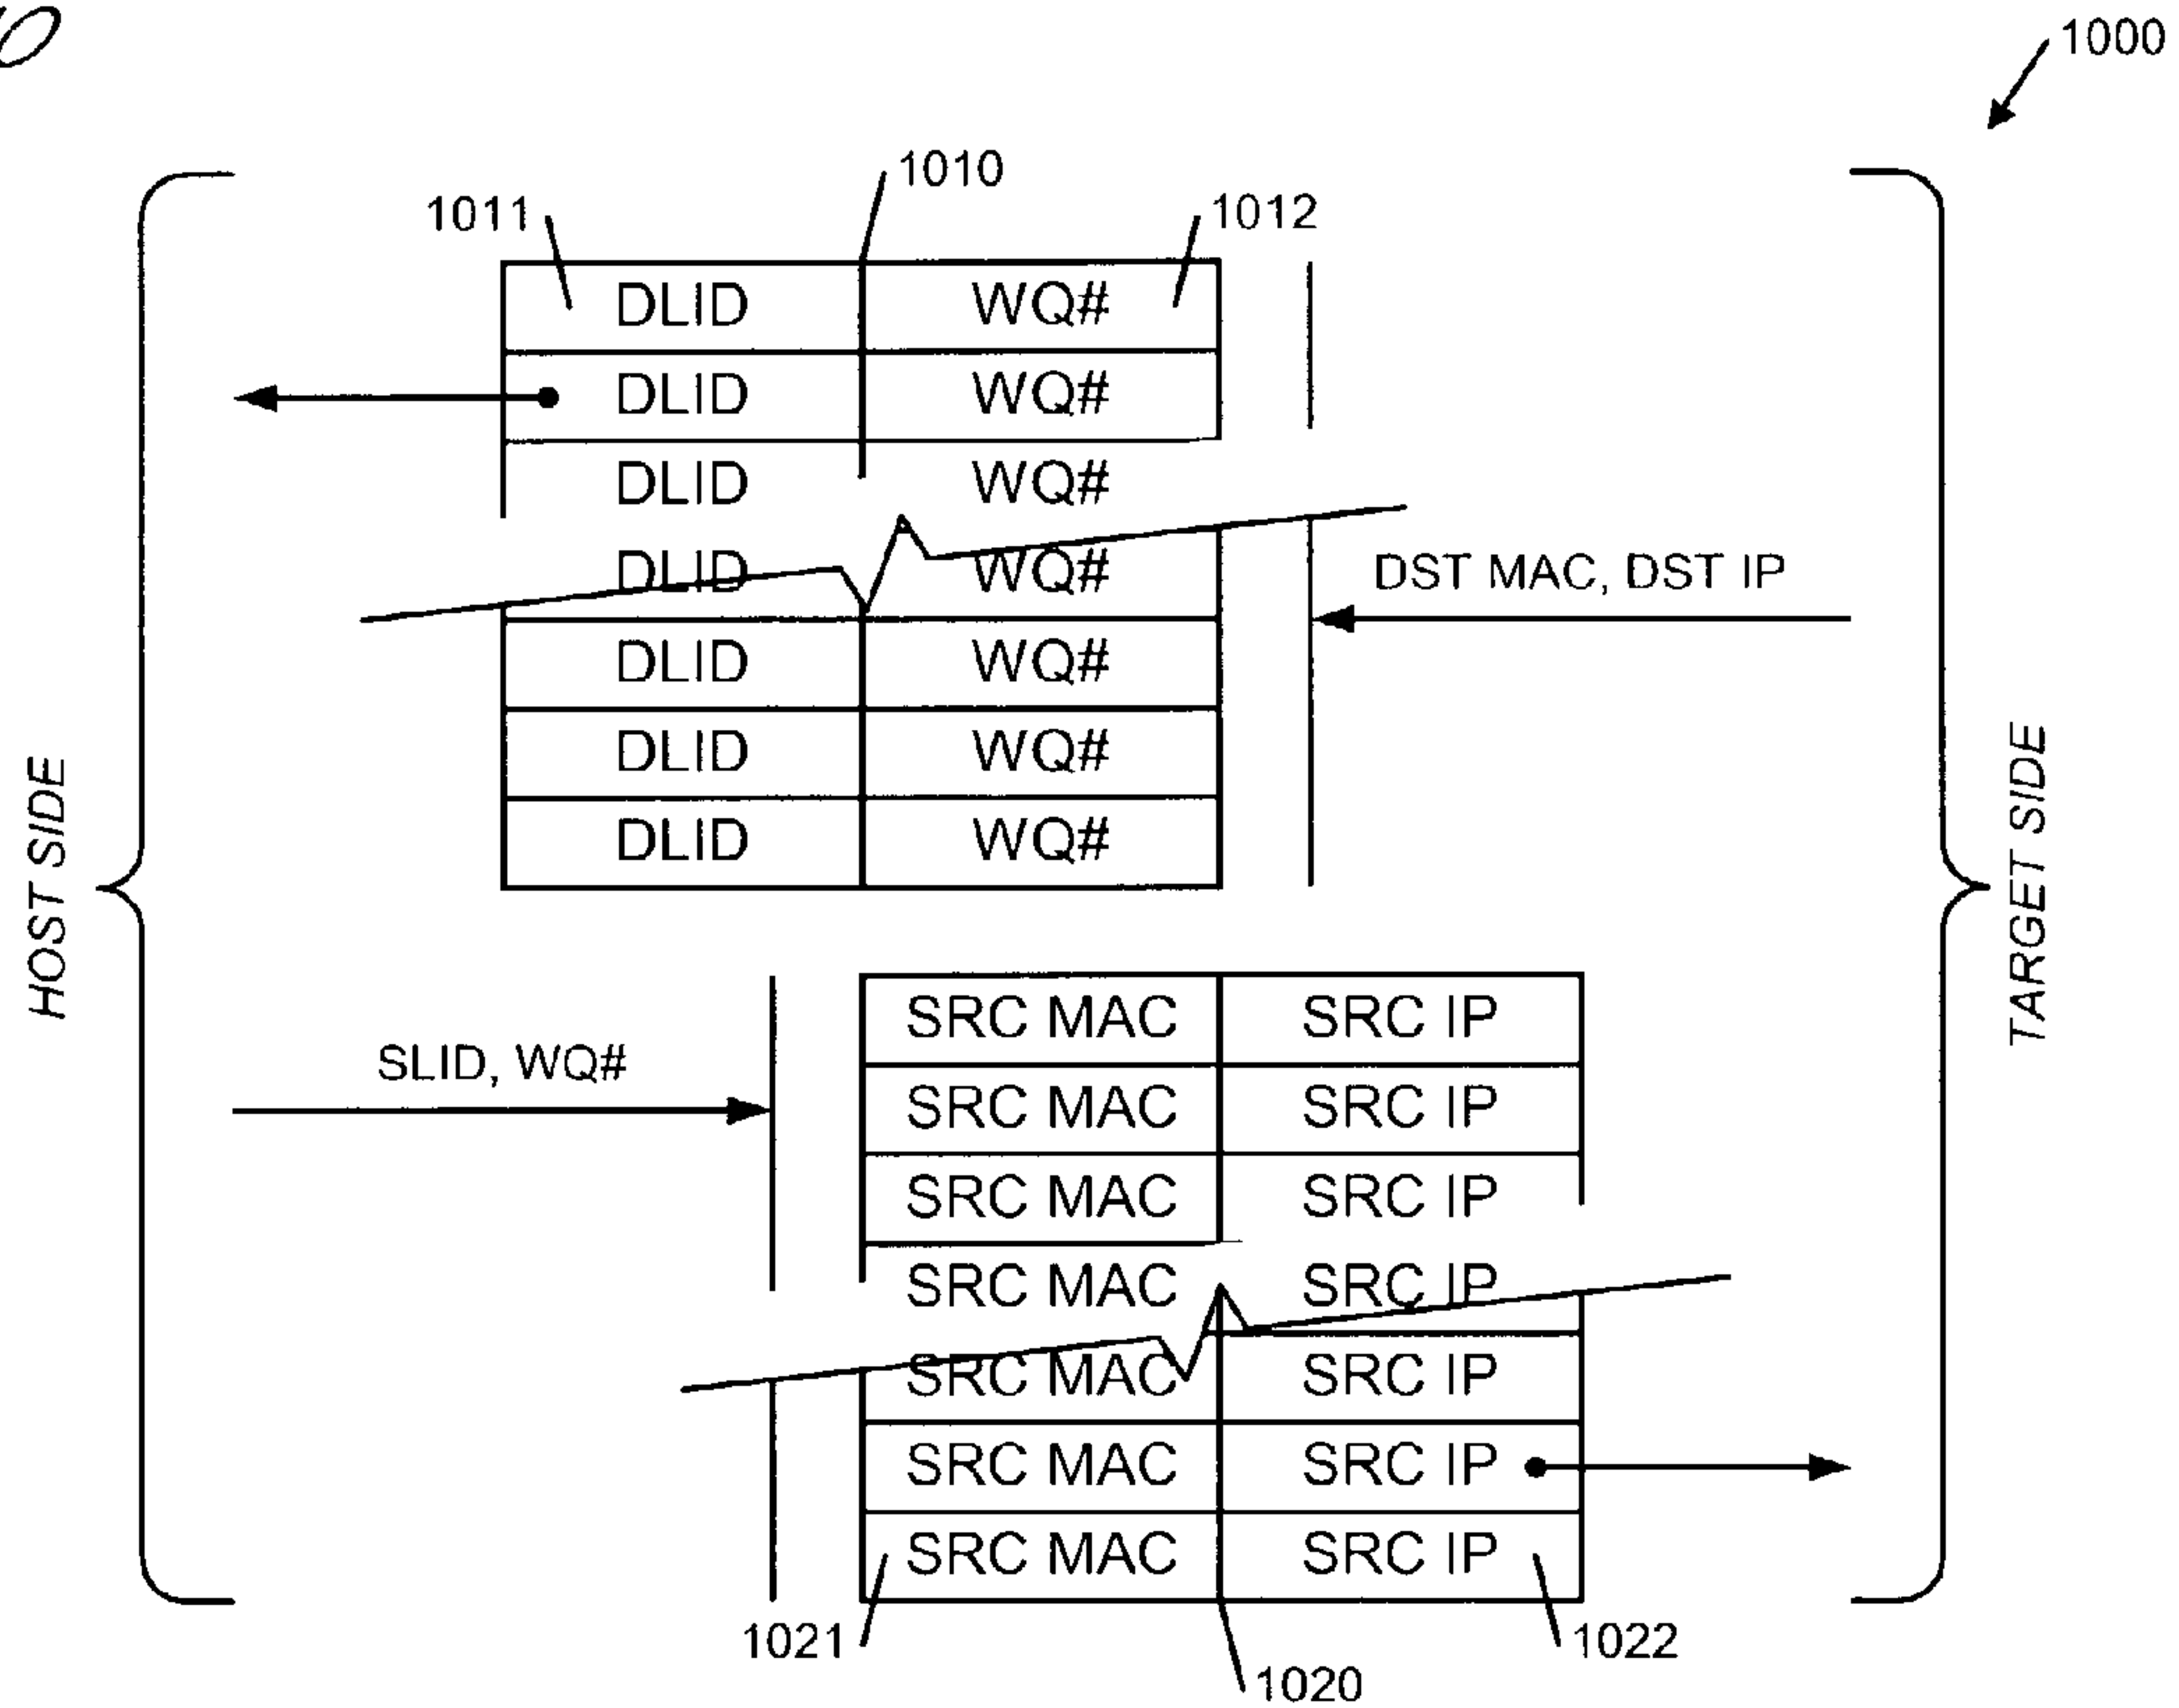 1000
1010
1011
1012
DLID WQ#
DLID WQ#
DLID WQ#
DLID WQ#
DST MAC, DST IP
DLID WQ#
DLID WQ#
DLID WQ#
HOST SIDE
TARGET SIDE
SRC MAC SRC IP
SLID, WQ#
SRC MAC SRC IP
SRC MAC SRC IP
SRC MAC SRC IP
SRC MAC SRC IP
SRC MAC SRC IP
SRC MAC SRC IP
1021
1022
1020